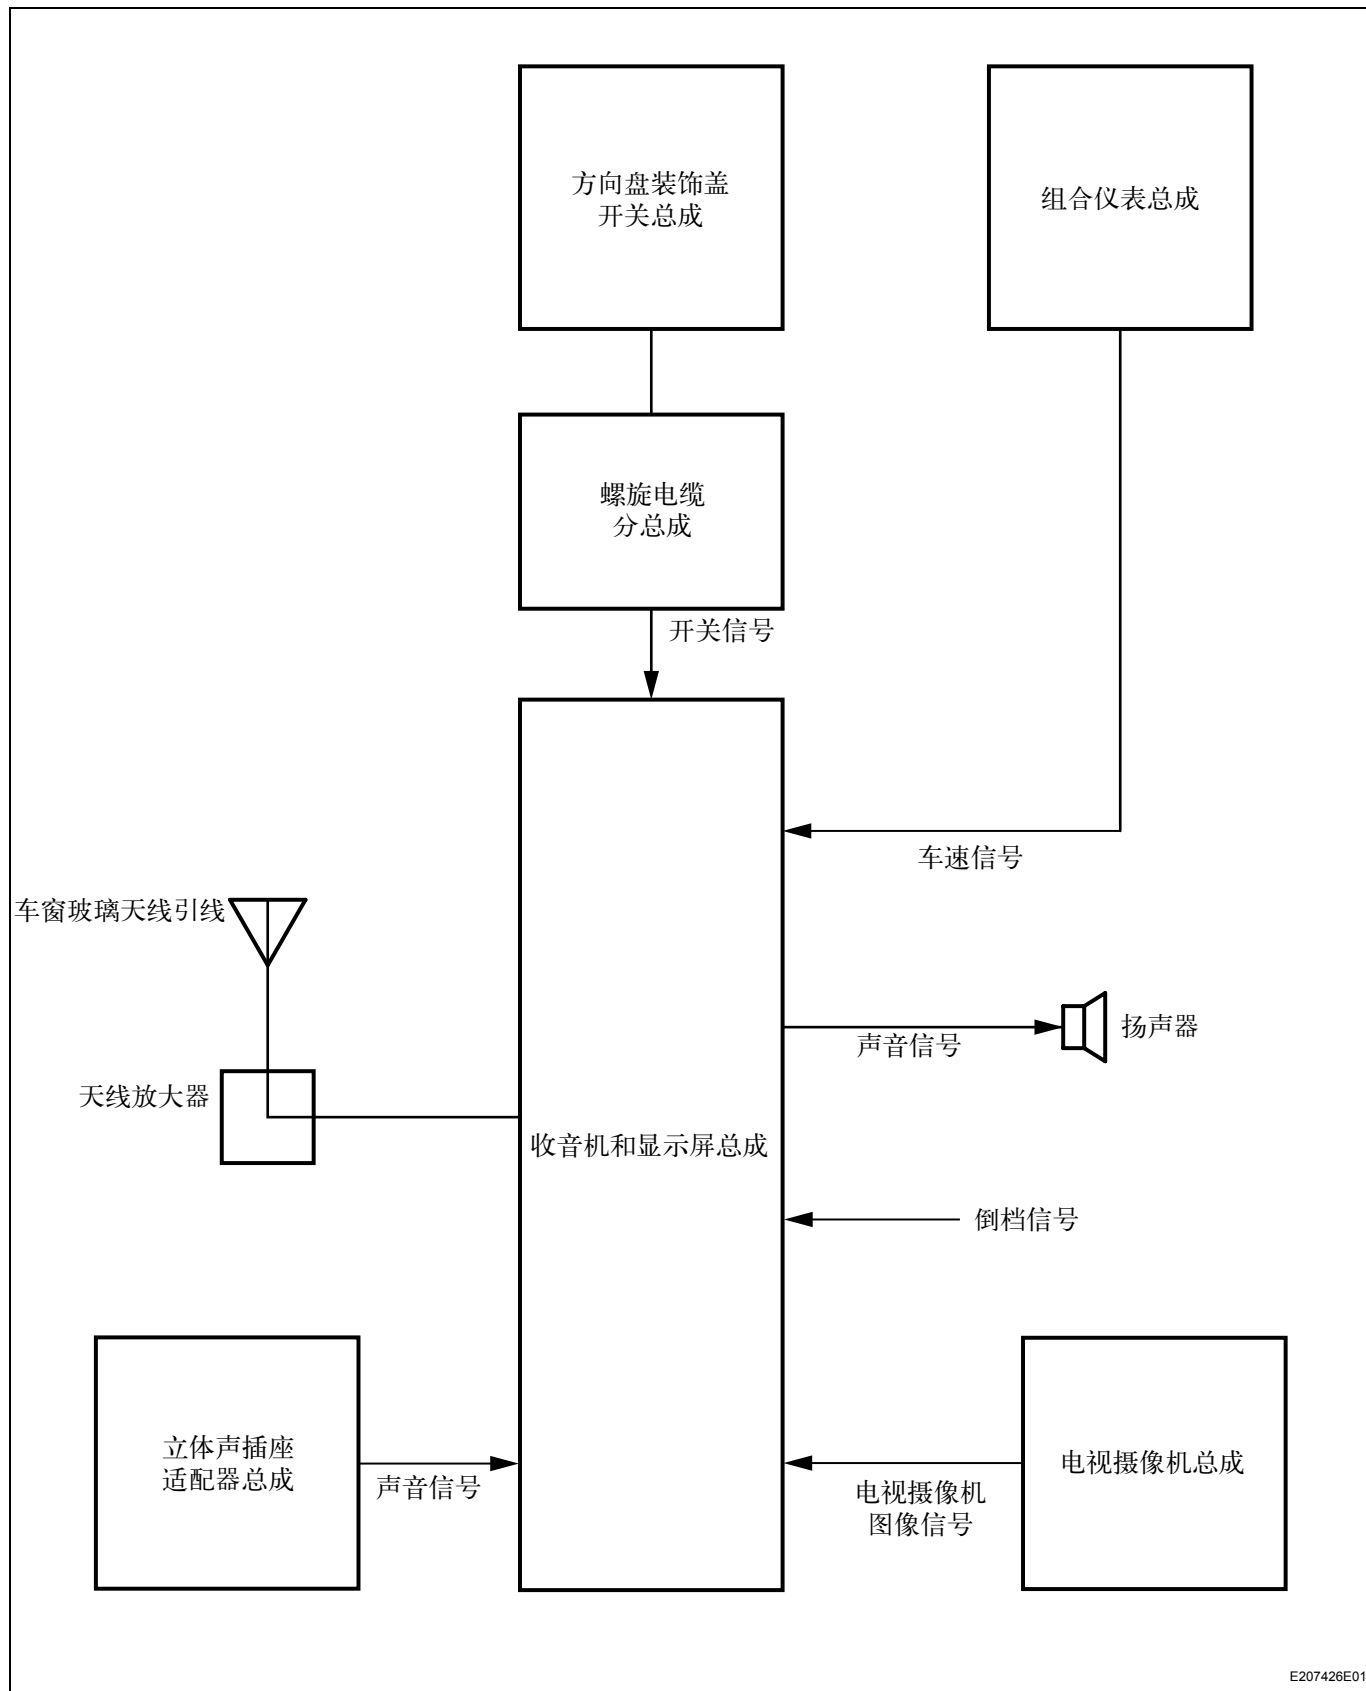 方向盘装饰盖
开关总成
组合仪表总成
螺旋电缆
分总成
开关信号
车速信号
车窗玻璃天线引线
扬声器
声音信号
天线放大器
收音机和显示屏总成
倒档信号
立体声插座
适配器总成
声音信号
电视摄像机总成
电视摄像机
图像信号
E207426E01